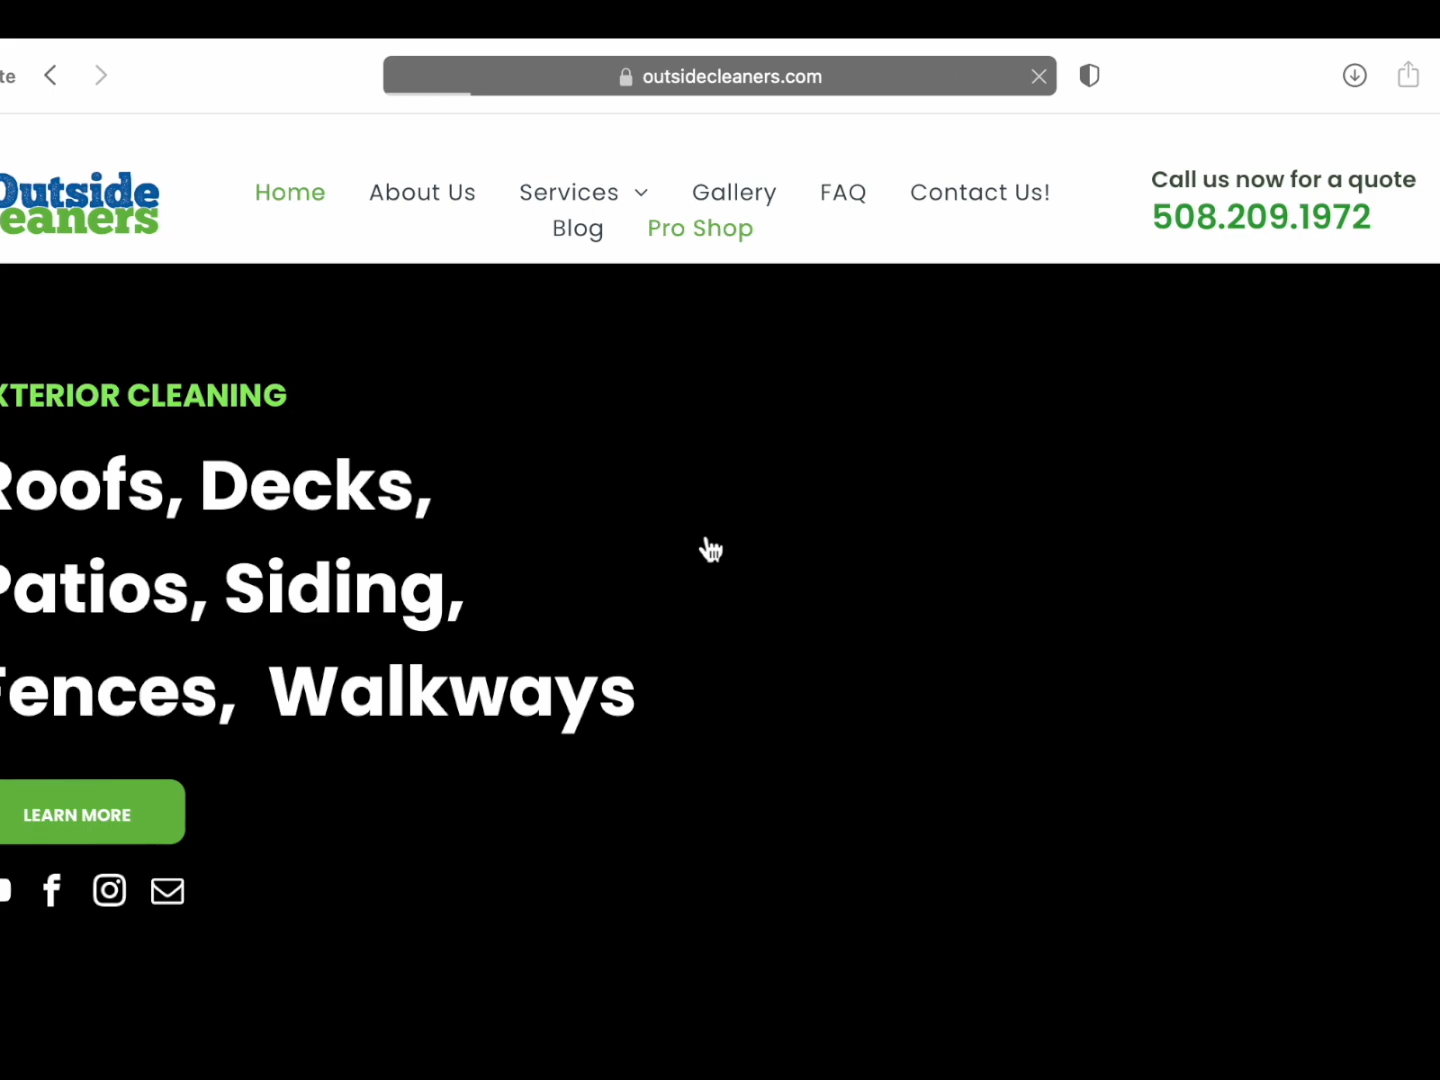 te
outsidecleaners.com
Outside
eaners
Home About Us Services Gallery FAQ Contact Us!
Blog Pro Shop
Call us now for a quote
508.209.1972
XTERIOR CLEANING
Roofs, Decks,
Patios, Siding,
Fences, Walkways
LEARN MORE